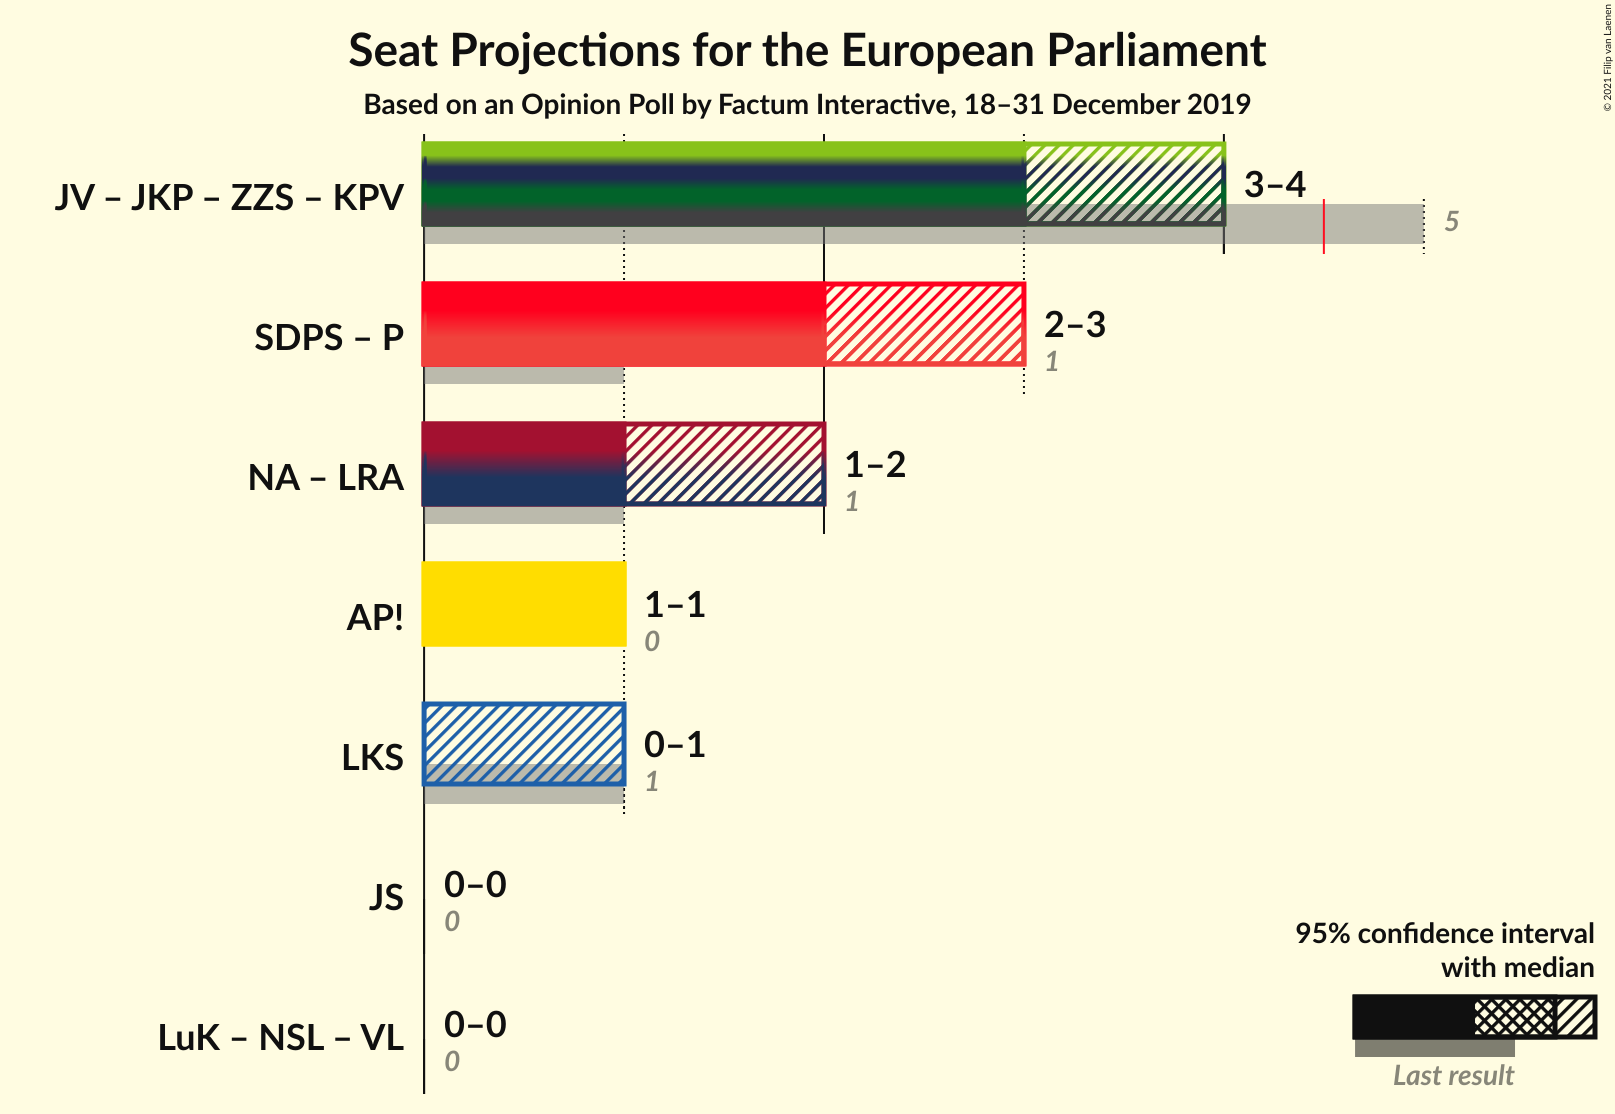 Seat Projections for the European Parliament
Based on an Opinion Poll by Factum Interactive, 18–31 December 2019
© 2021 Filip van Laenen
JV – JKP – ZZS – KPV
3–4
5
SDPS – P
2–3
1
NA – LRA
1–2
1
AP!
1–1
0
LKS
0–1
1
JS
0–0
0
LuK – NSL – VL
0–0
0
95% confidence interval
with median
Last result